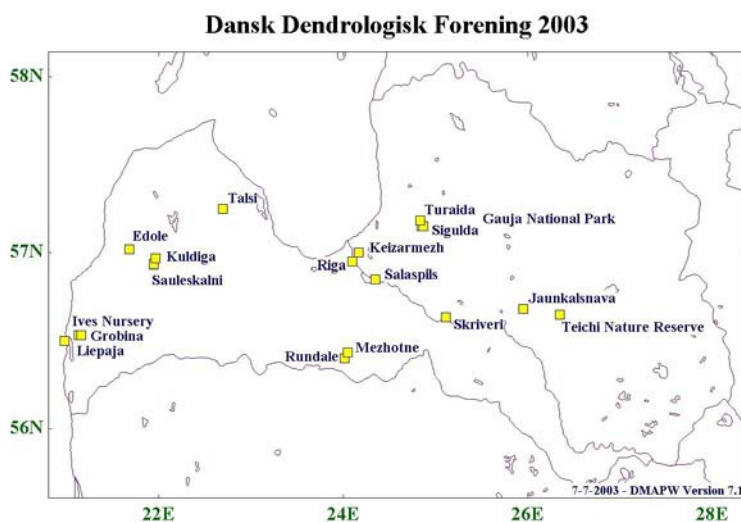 Dansk Dendrologisk Forening 2003
58N
Talsi
Turaida
Gauja National Park
Sigulda
Edole
57N
Kuldiga
Keizarmezh
Riga
Sauleskalni
Salaspils
Jaunkalsnava
Ives Nursery
Skriveri
Teichi Nature Reserve
Grobina
Liepaja
Mezhotne
Rundale
56N
7-7-2003 - DMAPW Version 7.1
22E
24E
26E
28E